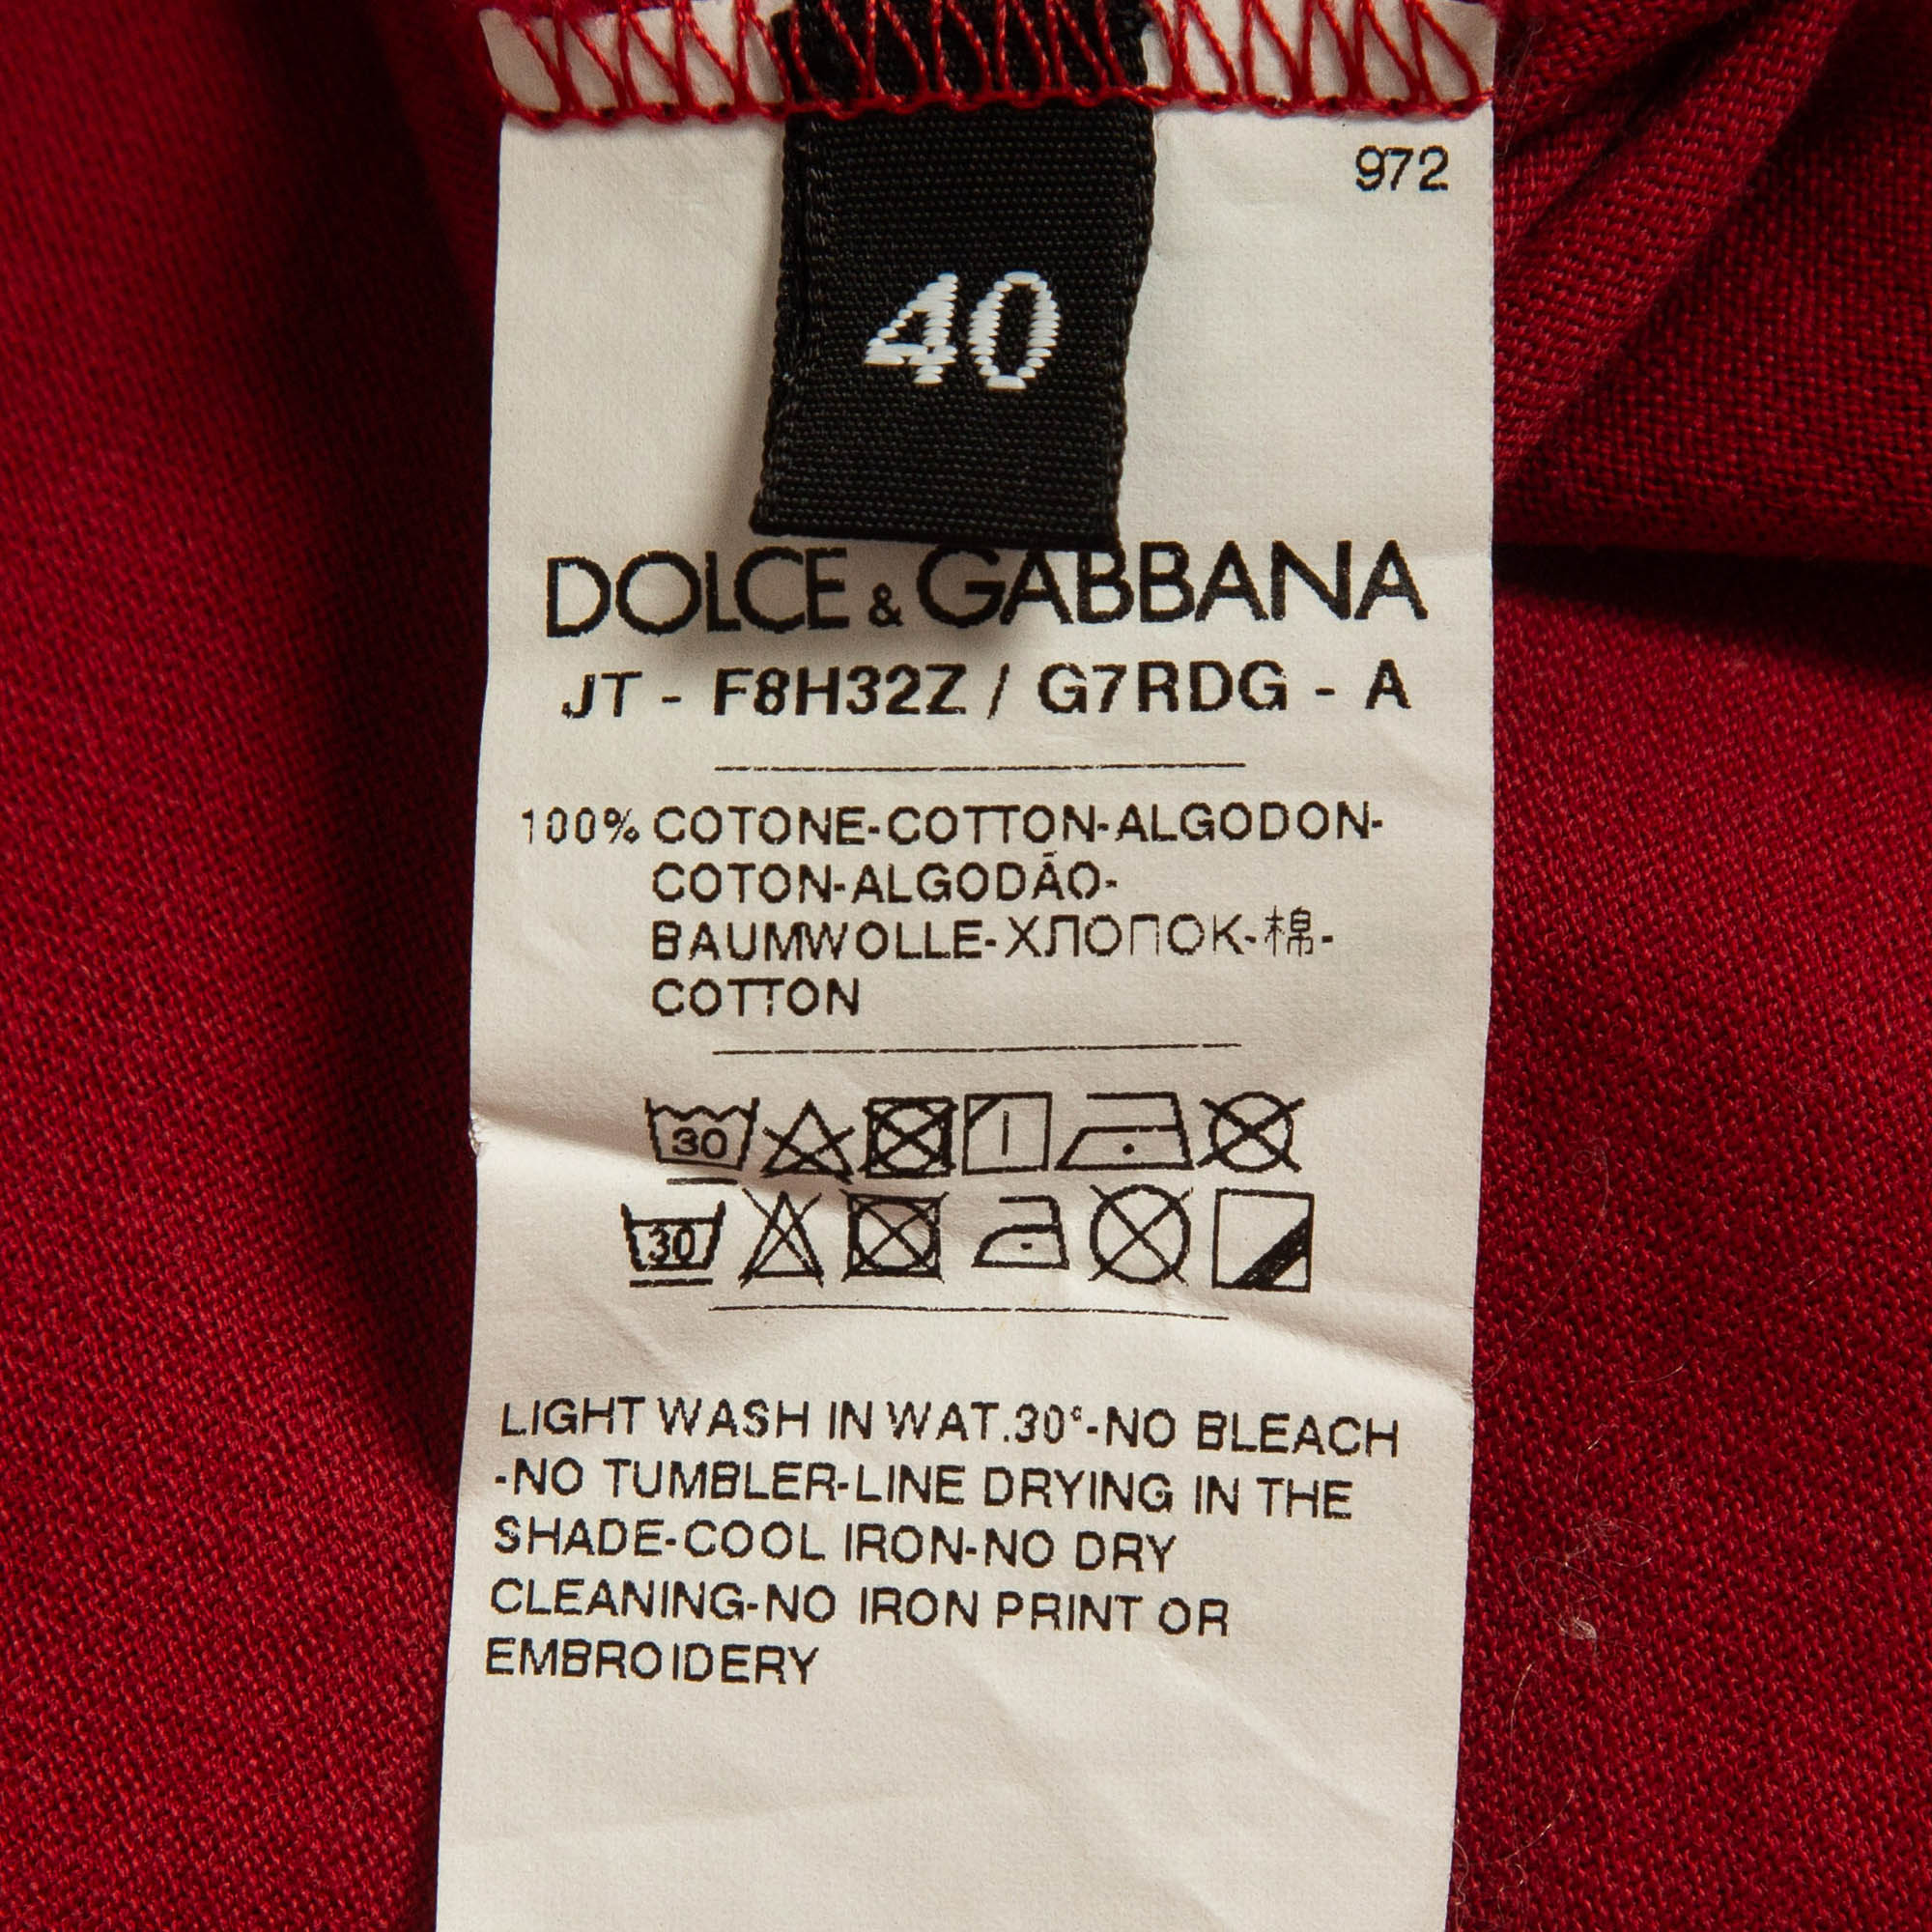 972
40
DOLCE & GABBANA
JT - F8H32Z / G7RDG - A
100% COTONE-COTTON-ALGODON-
COTON-ALGODÃO-
BAUMWOLLE-ХЛОПОК-棉-
COTTON
30
30
LIGHT WASH IN WAT.30°-NO BLEACH
-NO TUMBLER-LINE DRYING IN THE
SHADE-COOL IRON-NO DRY
CLEANING-NO IRON PRINT OR
EMBROIDERY